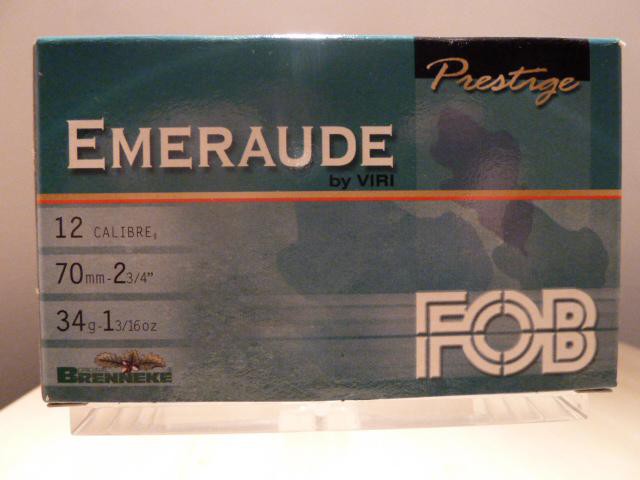 Prestige
EMERAUDE
by VIRI
12 CALIBRE
70mm-2 3/4"
34g-1 3/16oz
FOB
BRENNEKE